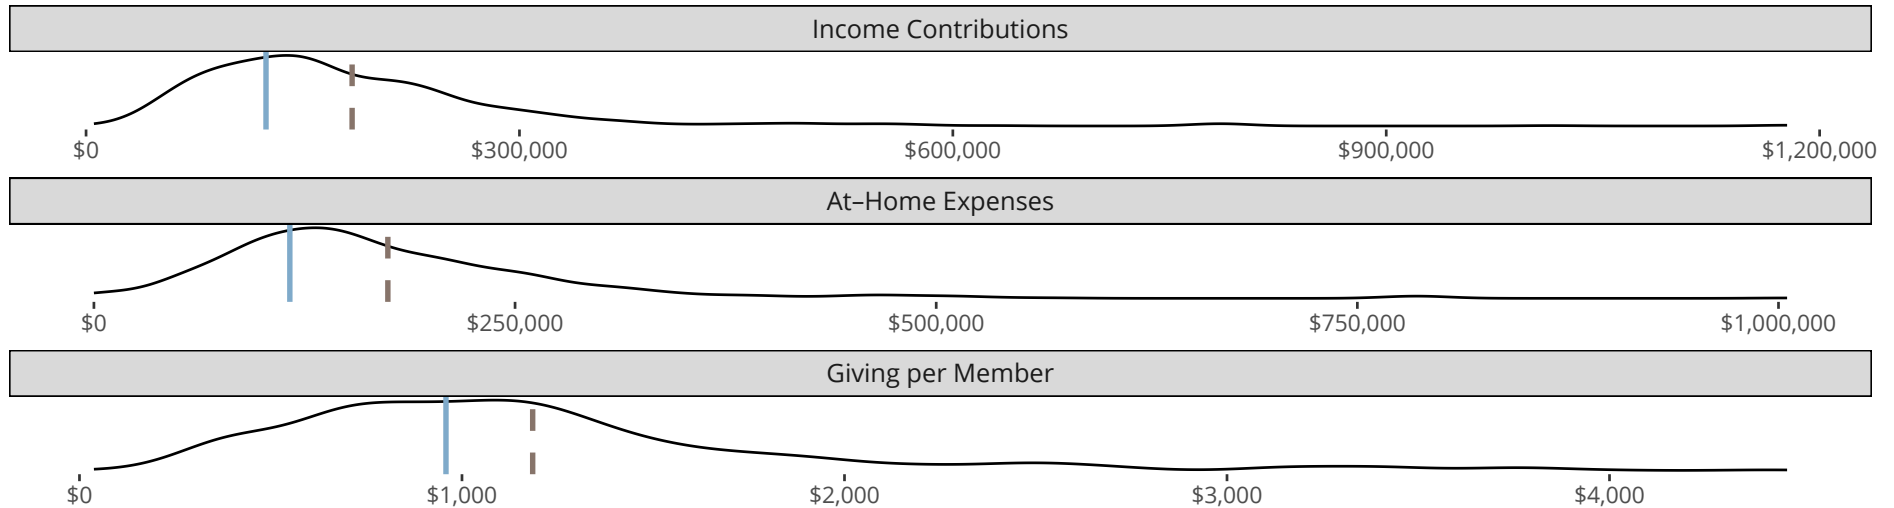 Income Contributions
$0 $300,000 $600,000 $900,000 $1,200,000
At–Home Expenses
$0 $250,000 $500,000 $750,000 $1,000,000
Giving per Member
$0 $1,000 $2,000 $3,000 $4,000